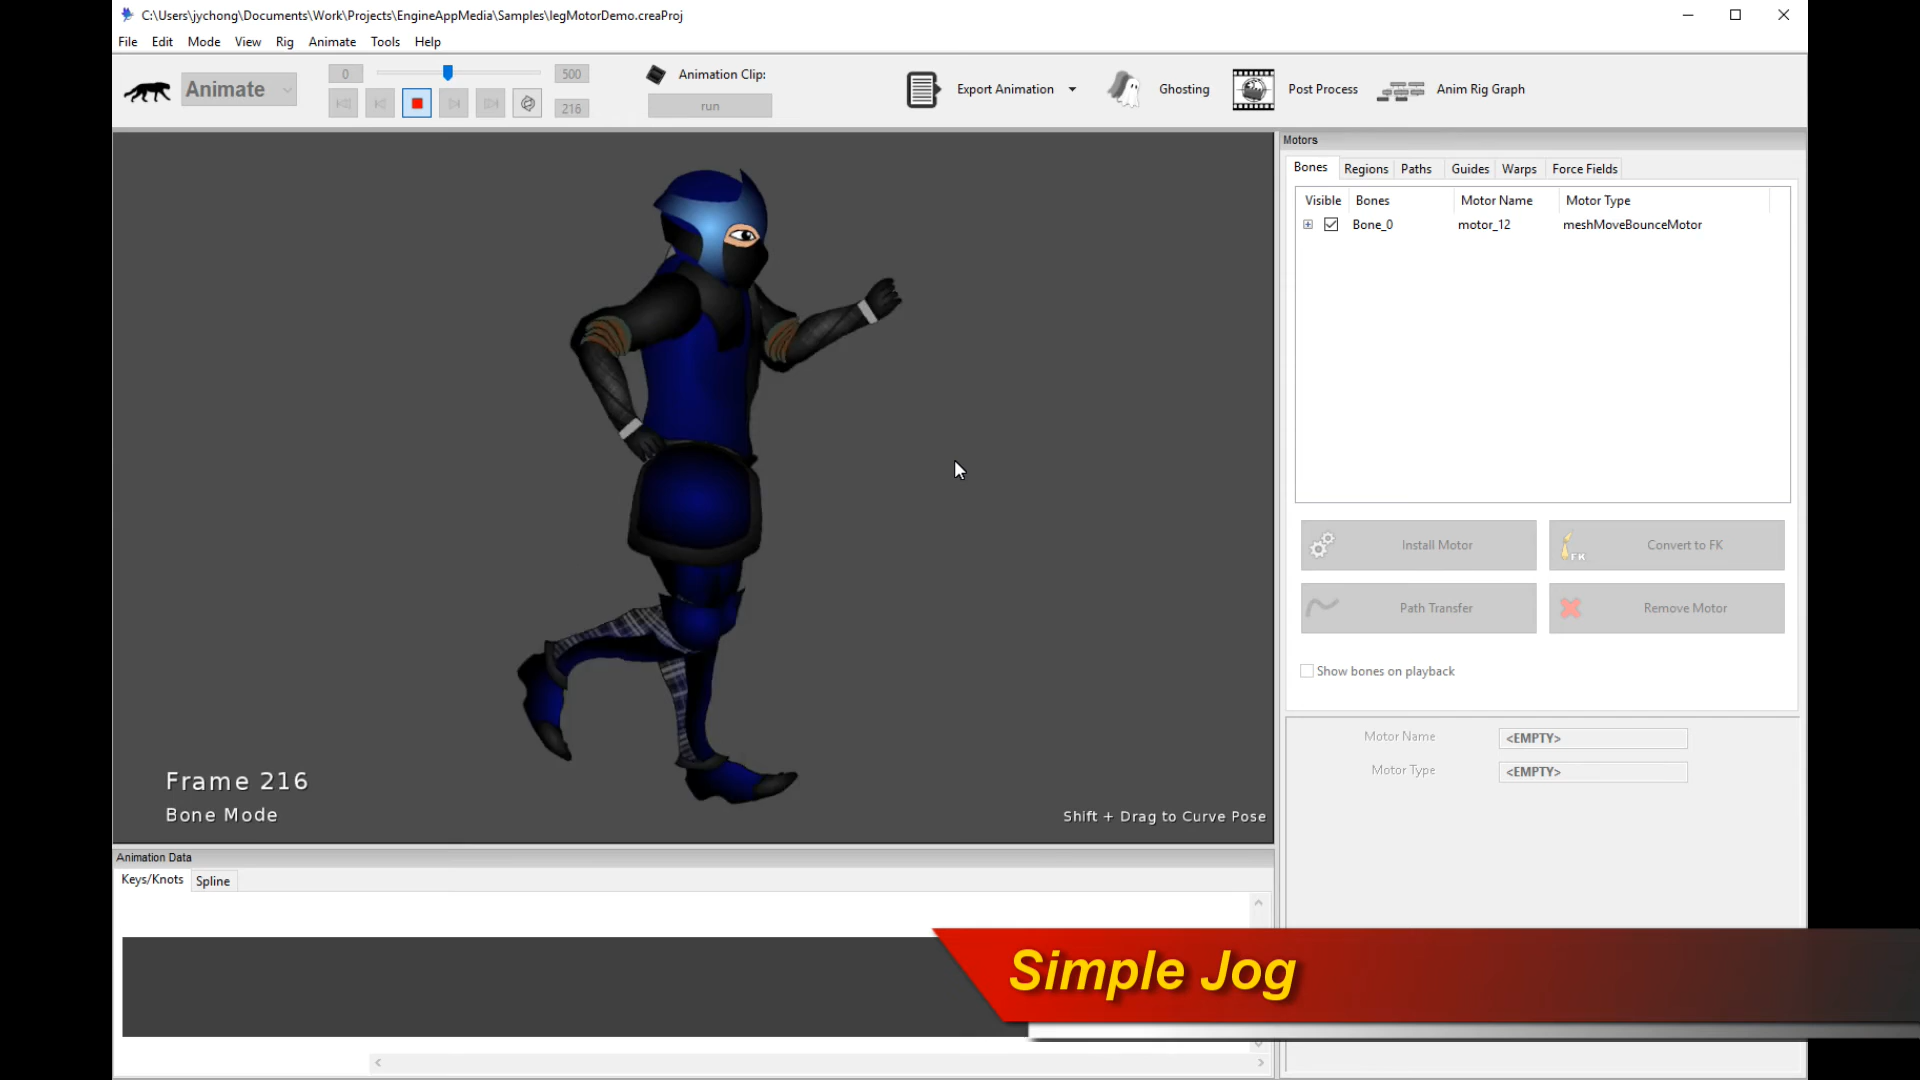 C:\Users\jychong\Documents\Work\Projects\EngineAppMedia\Samples\legMotorDemo.creaProj
File Edit Mode View Rig Animate Tools Help
Animate
0
500
216
Animation Clip:
run
Export Animation
Ghosting
Post Process
Anim Rig Graph
Motors
Bones Regions Paths Guides Warps Force Fields
Visible Bones Motor Name Motor Type
Bone_0 motor_12 meshMoveBounceMotor
Install Motor
Convert to FK
FK
Path Transfer
Remove Motor
Show bones on playback
Motor Name <EMPTY>
Motor Type <EMPTY>
Frame 216
Bone Mode
Shift + Drag to Curve Pose
Animation Data
Keys/Knots Spline
Simple Jog